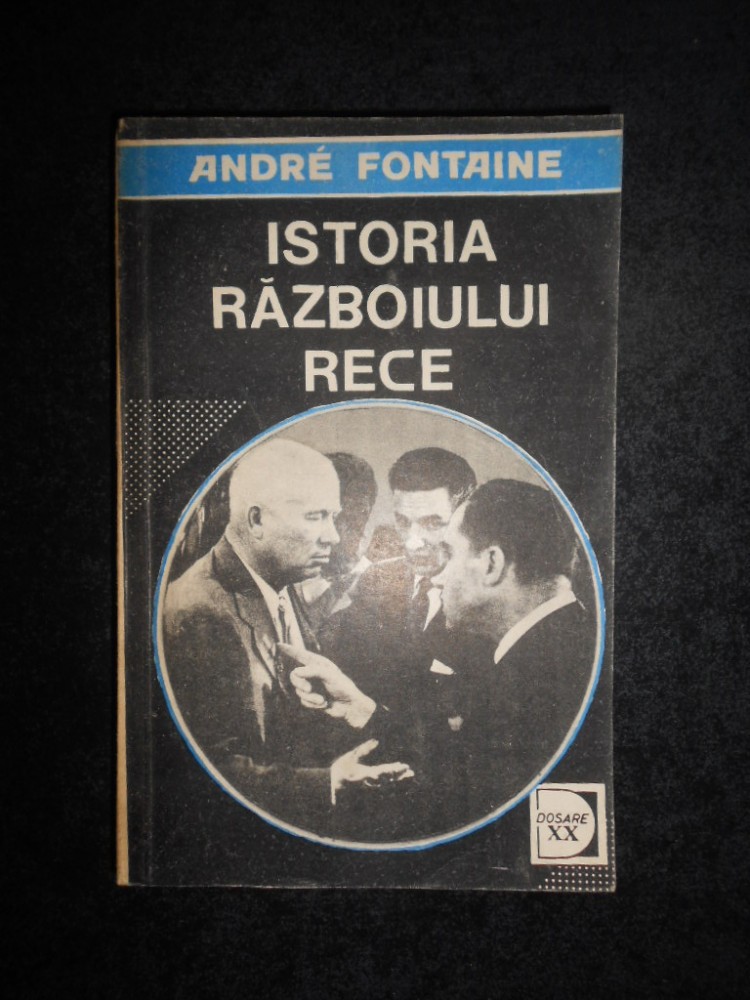 ANDRÉ FONTAINE
ISTORIA
RĂZBOIULUI
RECE
DOSARE
XX